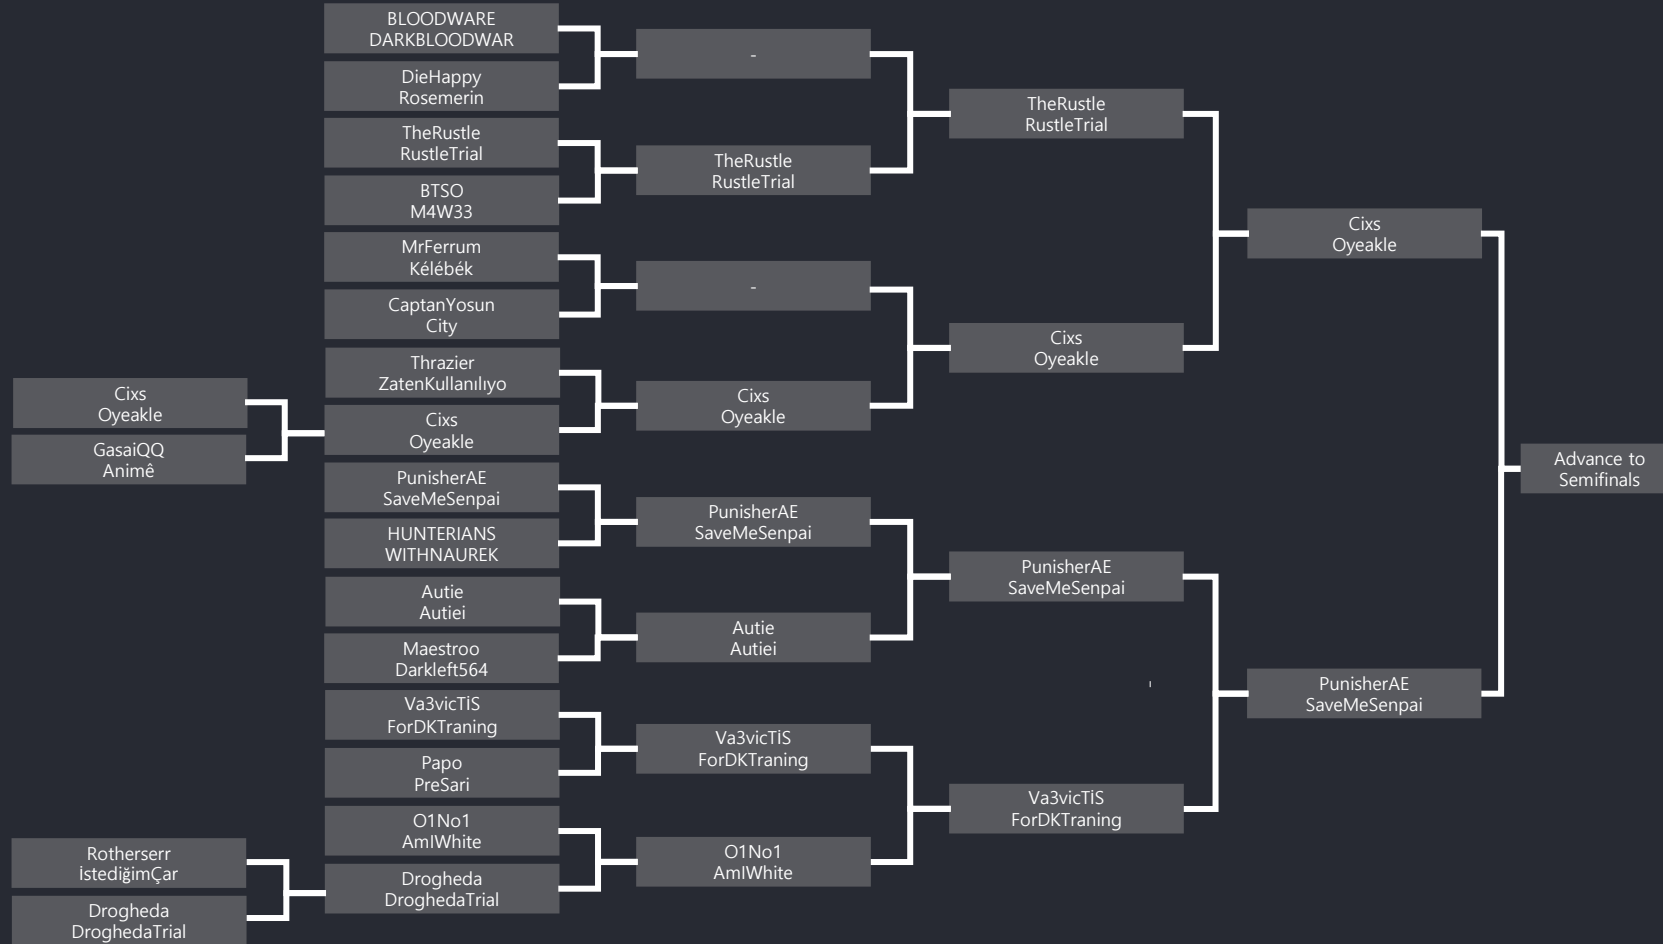 Cixs
Oyeakle
GasaiQQ
Animê
Rotherserr
İstediğimÇar
Drogheda
DroghedaTrial
BLOODWARE
DARKBLOODWAR
DieHappy
Rosemerin
TheRustle
RustleTrial
BTSO
M4W33
MrFerrum
Kélébék
CaptanYosun
City
Thrazier
ZatenKullanılıyo
Cixs
Oyeakle
PunisherAE
SaveMeSenpai
HUNTERIANS
WITHNAUREK
Autie
Autiei
Maestroo
Darkleft564
Va3vicTİS
ForDKTraning
Papo
PreSari
O1No1
AmIWhite
Drogheda
DroghedaTrial
-
TheRustle
RustleTrial
-
Cixs
Oyeakle
PunisherAE
SaveMeSenpai
Autie
Autiei
Va3vicTİS
ForDKTraning
O1No1
AmIWhite
TheRustle
RustleTrial
Cixs
Oyeakle
PunisherAE
SaveMeSenpai
Va3vicTİS
ForDKTraning
Cixs
Oyeakle
PunisherAE
SaveMeSenpai
Advance to
Semifinals